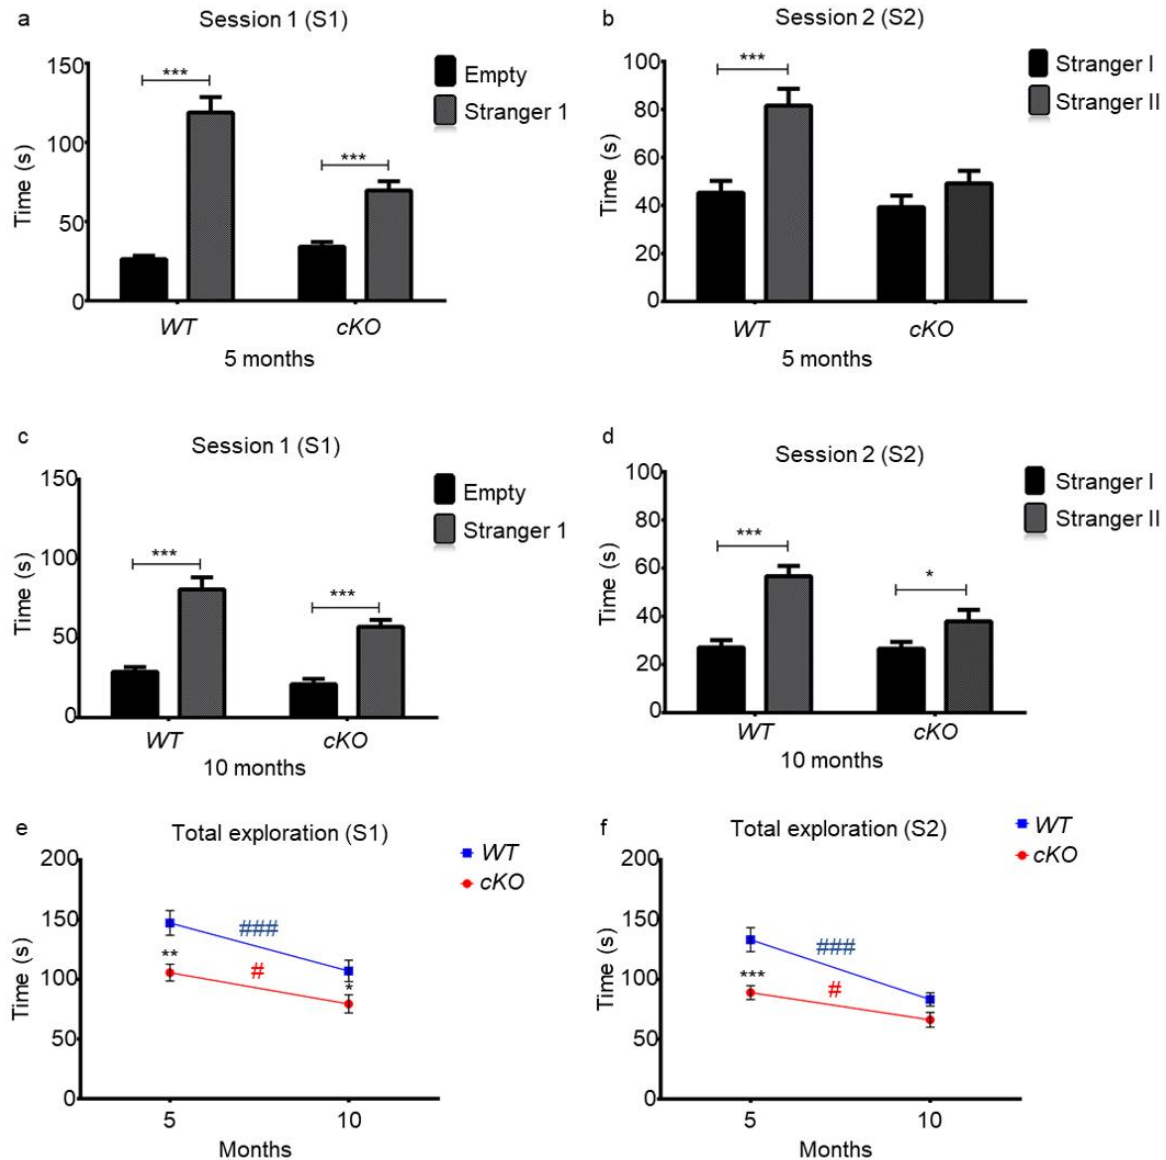 a
Session 1 (S1)
150
100
50
0
Time (s)
***
***
Empty
Stranger 1
WT
cKO
5 months
b
Session 2 (S2)
100
80
60
40
20
0
Time (s)
***
Stranger I
Stranger II
WT
cKO
5 months
c
Session 1 (S1)
150
100
50
0
Time (s)
***
***
Empty
Stranger 1
WT
cKO
10 months
d
Session 2 (S2)
100
80
60
40
20
0
Time (s)
***
*
Stranger I
Stranger II
WT
cKO
10 months
e
Total exploration (S1)
200
150
100
50
0
Time (s)
WT
cKO
###
**
#
*
5
10
Months
f
Total exploration (S2)
200
150
100
50
0
Time (s)
WT
cKO
###
***
#
5
10
Months